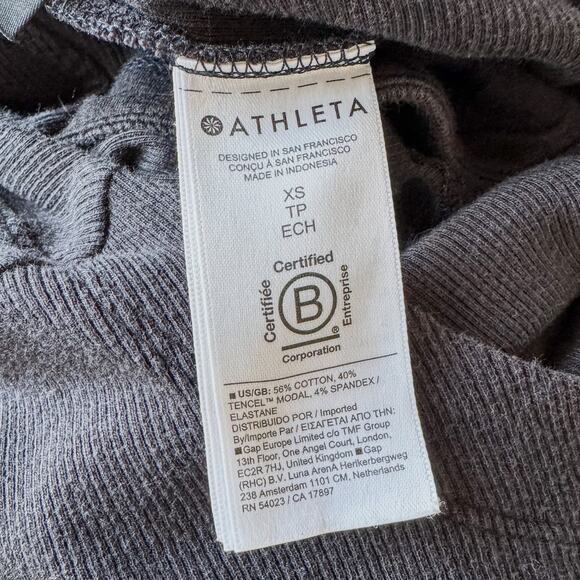 ATHLETA
DESIGNED IN SAN FRANCISCO
CONÇU À SAN FRANCISCO
MADE IN INDONESIA
XS
TP
ECH
Certified
Certifiée
B
Entreprise
®
Corporation
■ US/GB: 56% COTTON, 40%
TENCEL™ MODAL, 4% SPANDEX /
ELASTANE
DISTRIBUIDO POR / Imported
By/Importe Par / ΕΙΣΑΓΕΤΑΙ ΑΠΟ ΤΗΝ:
■Gap Europe Limited c/o TMF Group
13th Floor, One Angel Court, London,
EC2R 7HJ, United Kingdom ■Gap
(RHC) B.V. Luna ArenA Herikerbergweg
238 Amsterdam 1101 CM. Nahalten
RN 54023 / CA 17897